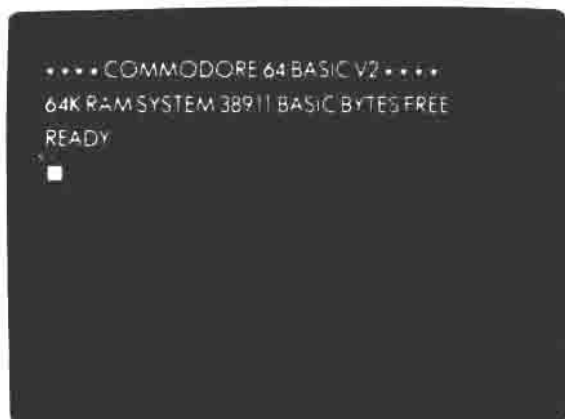 • • • • COMMODORE 64 BASIC V2 • • • •
64K RAM SYSTEM 38911 BASIC BYTES FREE
READY